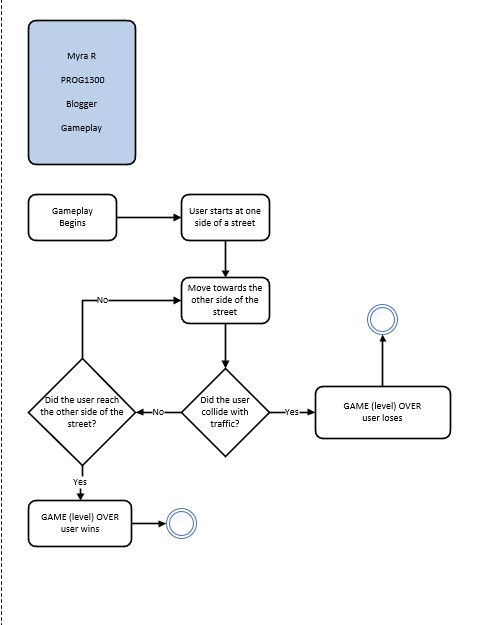 Myra R
PROG1300
Blogger
Gameplay
Gameplay
Begins
User starts at one
side of a street
Move towards the
other side of the
street
No
Did the user reach
the other side of the
street?
No
Did the user
collide with
traffic?
Yes
GAME (level) OVER
user loses
Yes
GAME (level) OVER
user wins